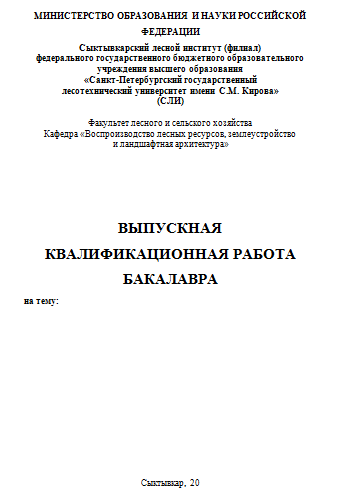 МИНИСТЕРСТВО ОБРАЗОВАНИЯ И НАУКИ РОССИЙСКОЙ
ФЕДЕРАЦИИ
Сыктывкарский лесной институт (филиал)
федерального государственного бюджетного образовательного
учреждения высшего образования
«Санкт-Петербургский государственный
лесотехнический университет имени С.М. Кирова»
(СЛИ)
Факультет лесного и сельского хозяйства
Кафедра «Воспроизводство лесных ресурсов, землеустройство
и ландшафтная архитектура»
ВЫПУСКНАЯ
КВАЛИФИКАЦИОННАЯ РАБОТА
БАКАЛАВРА
на тему:
Сыктывкар, 20